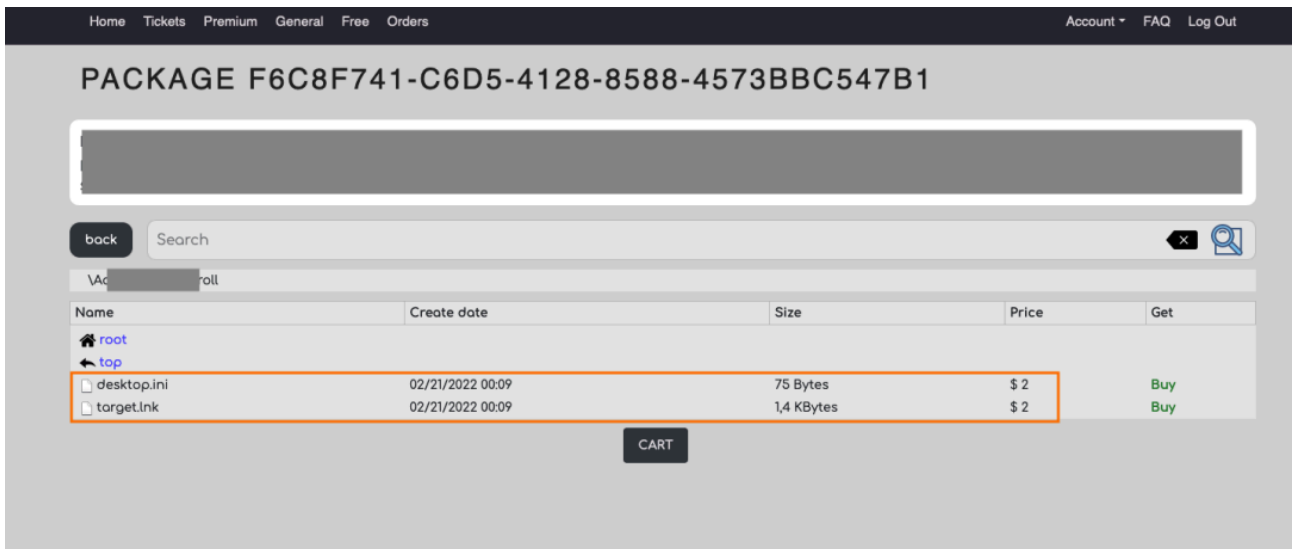 Home Tickets Premium General Free Orders Account FAQ Log Out
PACKAGE F6C8F741-C6D5-4128-8588-4573BBC547B1
back Search
\Ac roll
Name Create date Size Price Get
root
top
desktop.ini 02/21/2022 00:09 75 Bytes $ 2 Buy
target.lnk 02/21/2022 00:09 1,4 KBytes $ 2 Buy
CART